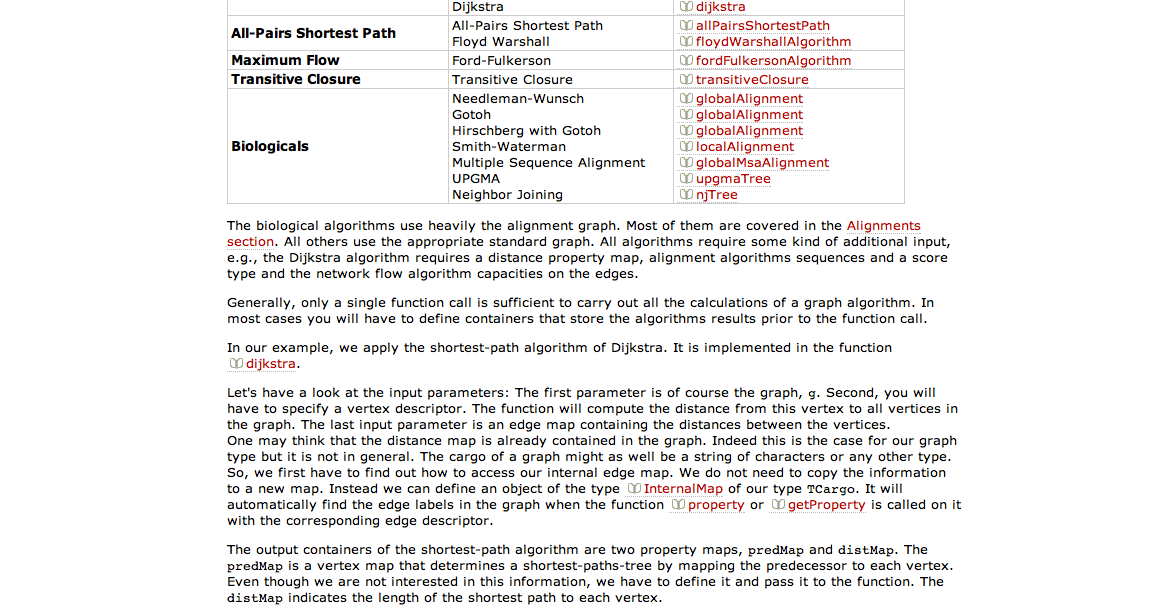 Dijkstra dijkstra
All-Pairs Shortest Path All-Pairs Shortest Path allPairsShortestPath
Floyd Warshall floydWarshallAlgorithm
Maximum Flow Ford-Fulkerson fordFulkersonAlgorithm
Transitive Closure Transitive Closure transitiveClosure
Needleman-Wunsch globalAlignment
Gotoh globalAlignment
Hirschberg with Gotoh globalAlignment
Biologicals Smith-Waterman localAlignment
Multiple Sequence Alignment globalMsaAlignment
UPGMA upgmaTree
Neighbor Joining njTree
The biological algorithms use heavily the alignment graph. Most of them are covered in the Alignments
section. All others use the appropriate standard graph. All algorithms require some kind of additional input,
e.g., the Dijkstra algorithm requires a distance property map, alignment algorithms sequences and a score
type and the network flow algorithm capacities on the edges.
Generally, only a single function call is sufficient to carry out all the calculations of a graph algorithm. In
most cases you will have to define containers that store the algorithms results prior to the function call.
In our example, we apply the shortest-path algorithm of Dijkstra. It is implemented in the function
dijkstra.
Let's have a look at the input parameters: The first parameter is of course the graph, g. Second, you will
have to specify a vertex descriptor. The function will compute the distance from this vertex to all vertices in
the graph. The last input parameter is an edge map containing the distances between the vertices.
One may think that the distance map is already contained in the graph. Indeed this is the case for our graph
type but it is not in general. The cargo of a graph might as well be a string of characters or any other type.
So, we first have to find out how to access our internal edge map. We do not need to copy the information
to a new map. Instead we can define an object of the type InternalMap of our type TCargo. It will
automatically find the edge labels in the graph when the function property or getProperty is called on it
with the corresponding edge descriptor.
The output containers of the shortest-path algorithm are two property maps, predMap and distMap. The
predMap is a vertex map that determines a shortest-paths-tree by mapping the predecessor to each vertex.
Even though we are not interested in this information, we have to define it and pass it to the function. The
distMap indicates the length of the shortest path to each vertex.